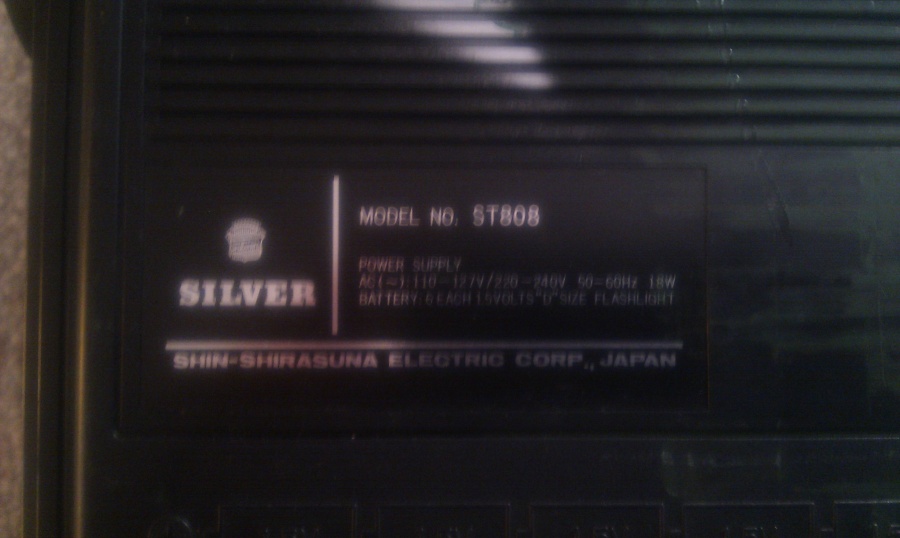 MODEL NO. ST808
SILVER
POWER SUPPLY
AC(~):110-127V/220-240V 50-60Hz 18W
BATTERY: 6 EACH 1.5VOLTS "D" SIZE FLASHLIGHT
SHIN-SHIRASUNA ELECTRIC CORP., JAPAN